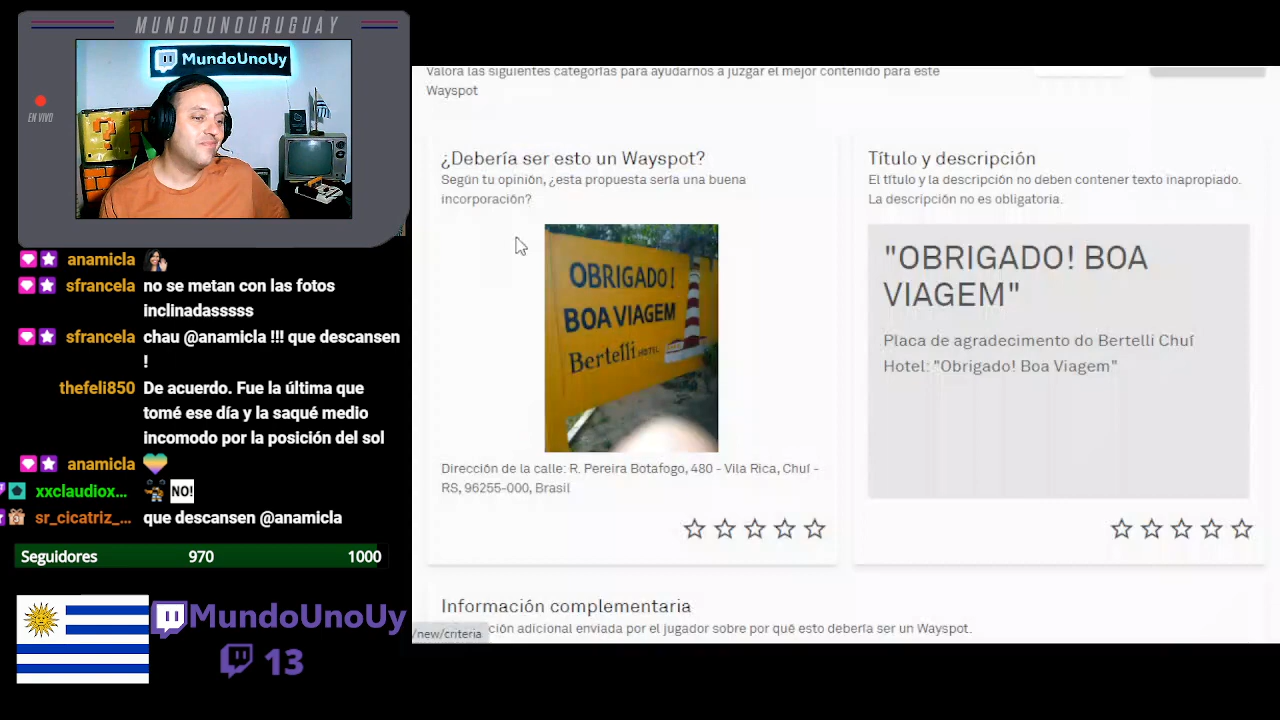 MUNDOUNOURUGUAY
MundoUnoUy
EN VIVO
anamicla
sfrancela no se metan con las fotos
inclinadasssss
sfrancela chau @anamicla !!! que descansen
!
thefeli850 De acuerdo. Fue la última que
tomé ese día y la saqué medio
incomodo por la posición del sol
anamicla
xxclaudiox... NO!
sr_cicatriz_... que descansen @anamicla
Seguidores 970 1000
MundoUnoUy
13
Valora las siguientes categorías para ayudarnos a juzgar el mejor contenido para este
Wayspot
¿Debería ser esto un Wayspot?
Según tu opinión, ¿esta propuesta sería una buena
incorporación?
OBRIGADO!
BOA VIAGEM
Bertelli HOTEL
Dirección de la calle: R. Pereira Botafogo, 480 - Vila Rica, Chuí -
RS, 96255-000, Brasil
Título y descripción
El título y la descripción no deben contener texto inapropiado.
La descripción no es obligatoria.
"OBRIGADO! BOA
VIAGEM"
Placa de agradecimento do Bertelli Chuí
Hotel: "Obrigado! Boa Viagem"
Información complementaria
ción adicional enviada por el jugador sobre por qué esto debería ser un Wayspot.
/new/criteria